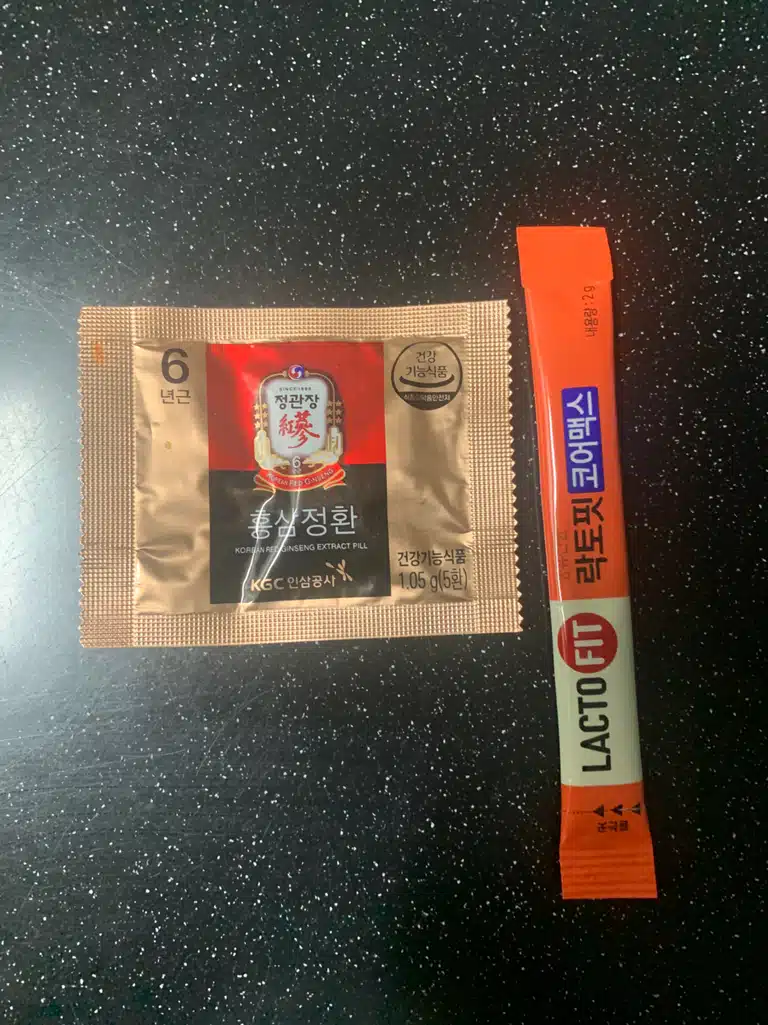 6
년근
정관장
紅蔘
6
KOREAN RED GINSENG
홍삼정환
KOREAN RED GINSENG EXTRACT PILL
KGC 인삼공사
건강
기능식품
건강기능식품
1.05 g(5환)
내용량:2g
락토핏 코어맥스
LACTO FIT